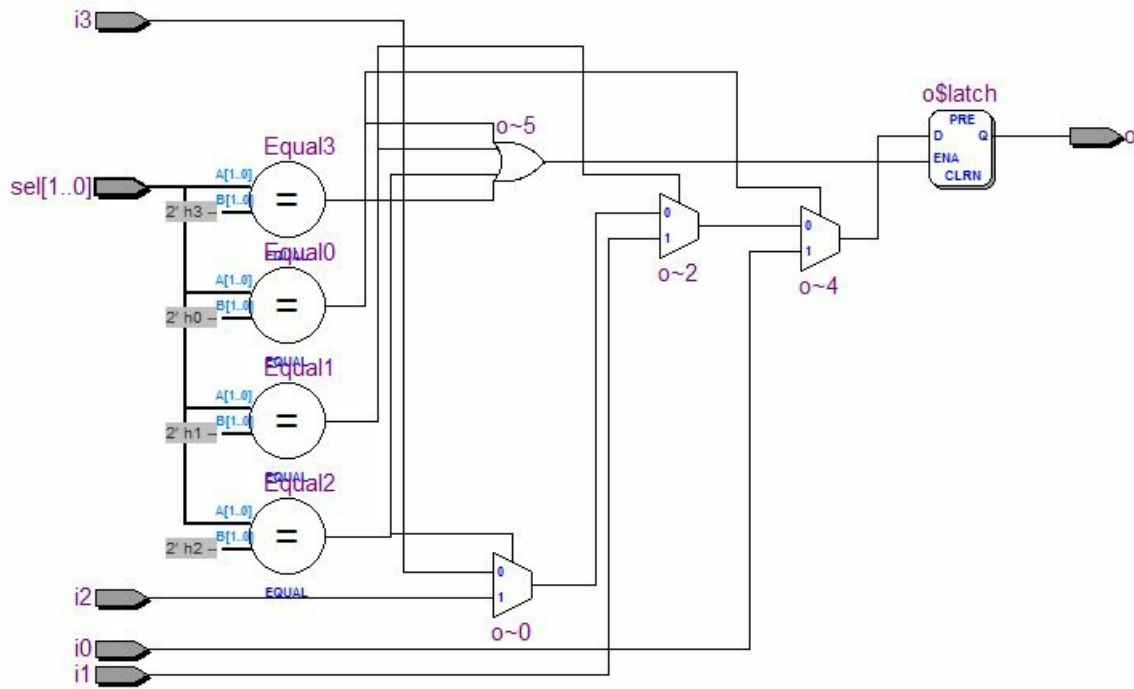 i3
o$latch
PRE
D Q
ENA
CLRN
o
o~5
Equal3
sel[1..0]
A[1..0]
B[1..0]
2' h3
=
EQUAL
0
1
o~2
0
1
o~4
Equal0
A[1..0]
B[1..0]
2' h0
=
EQUAL
Equal1
A[1..0]
B[1..0]
2' h1
=
EQUAL
Equal2
A[1..0]
B[1..0]
2' h2
=
EQUAL
0
1
o~0
i2
i0
i1